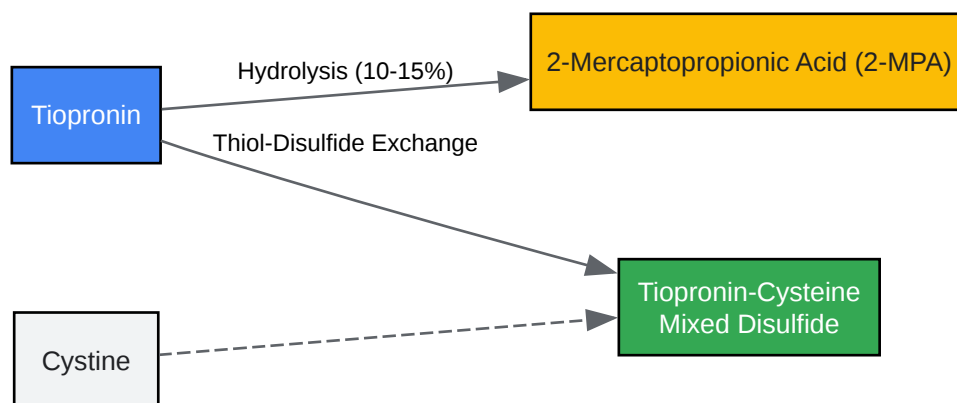 2-Mercaptopropionic Acid (2-MPA)
Hydrolysis (10-15%)
Tiopronin
Thiol-Disulfide Exchange
Tiopronin-Cysteine
Mixed Disulfide
Cystine